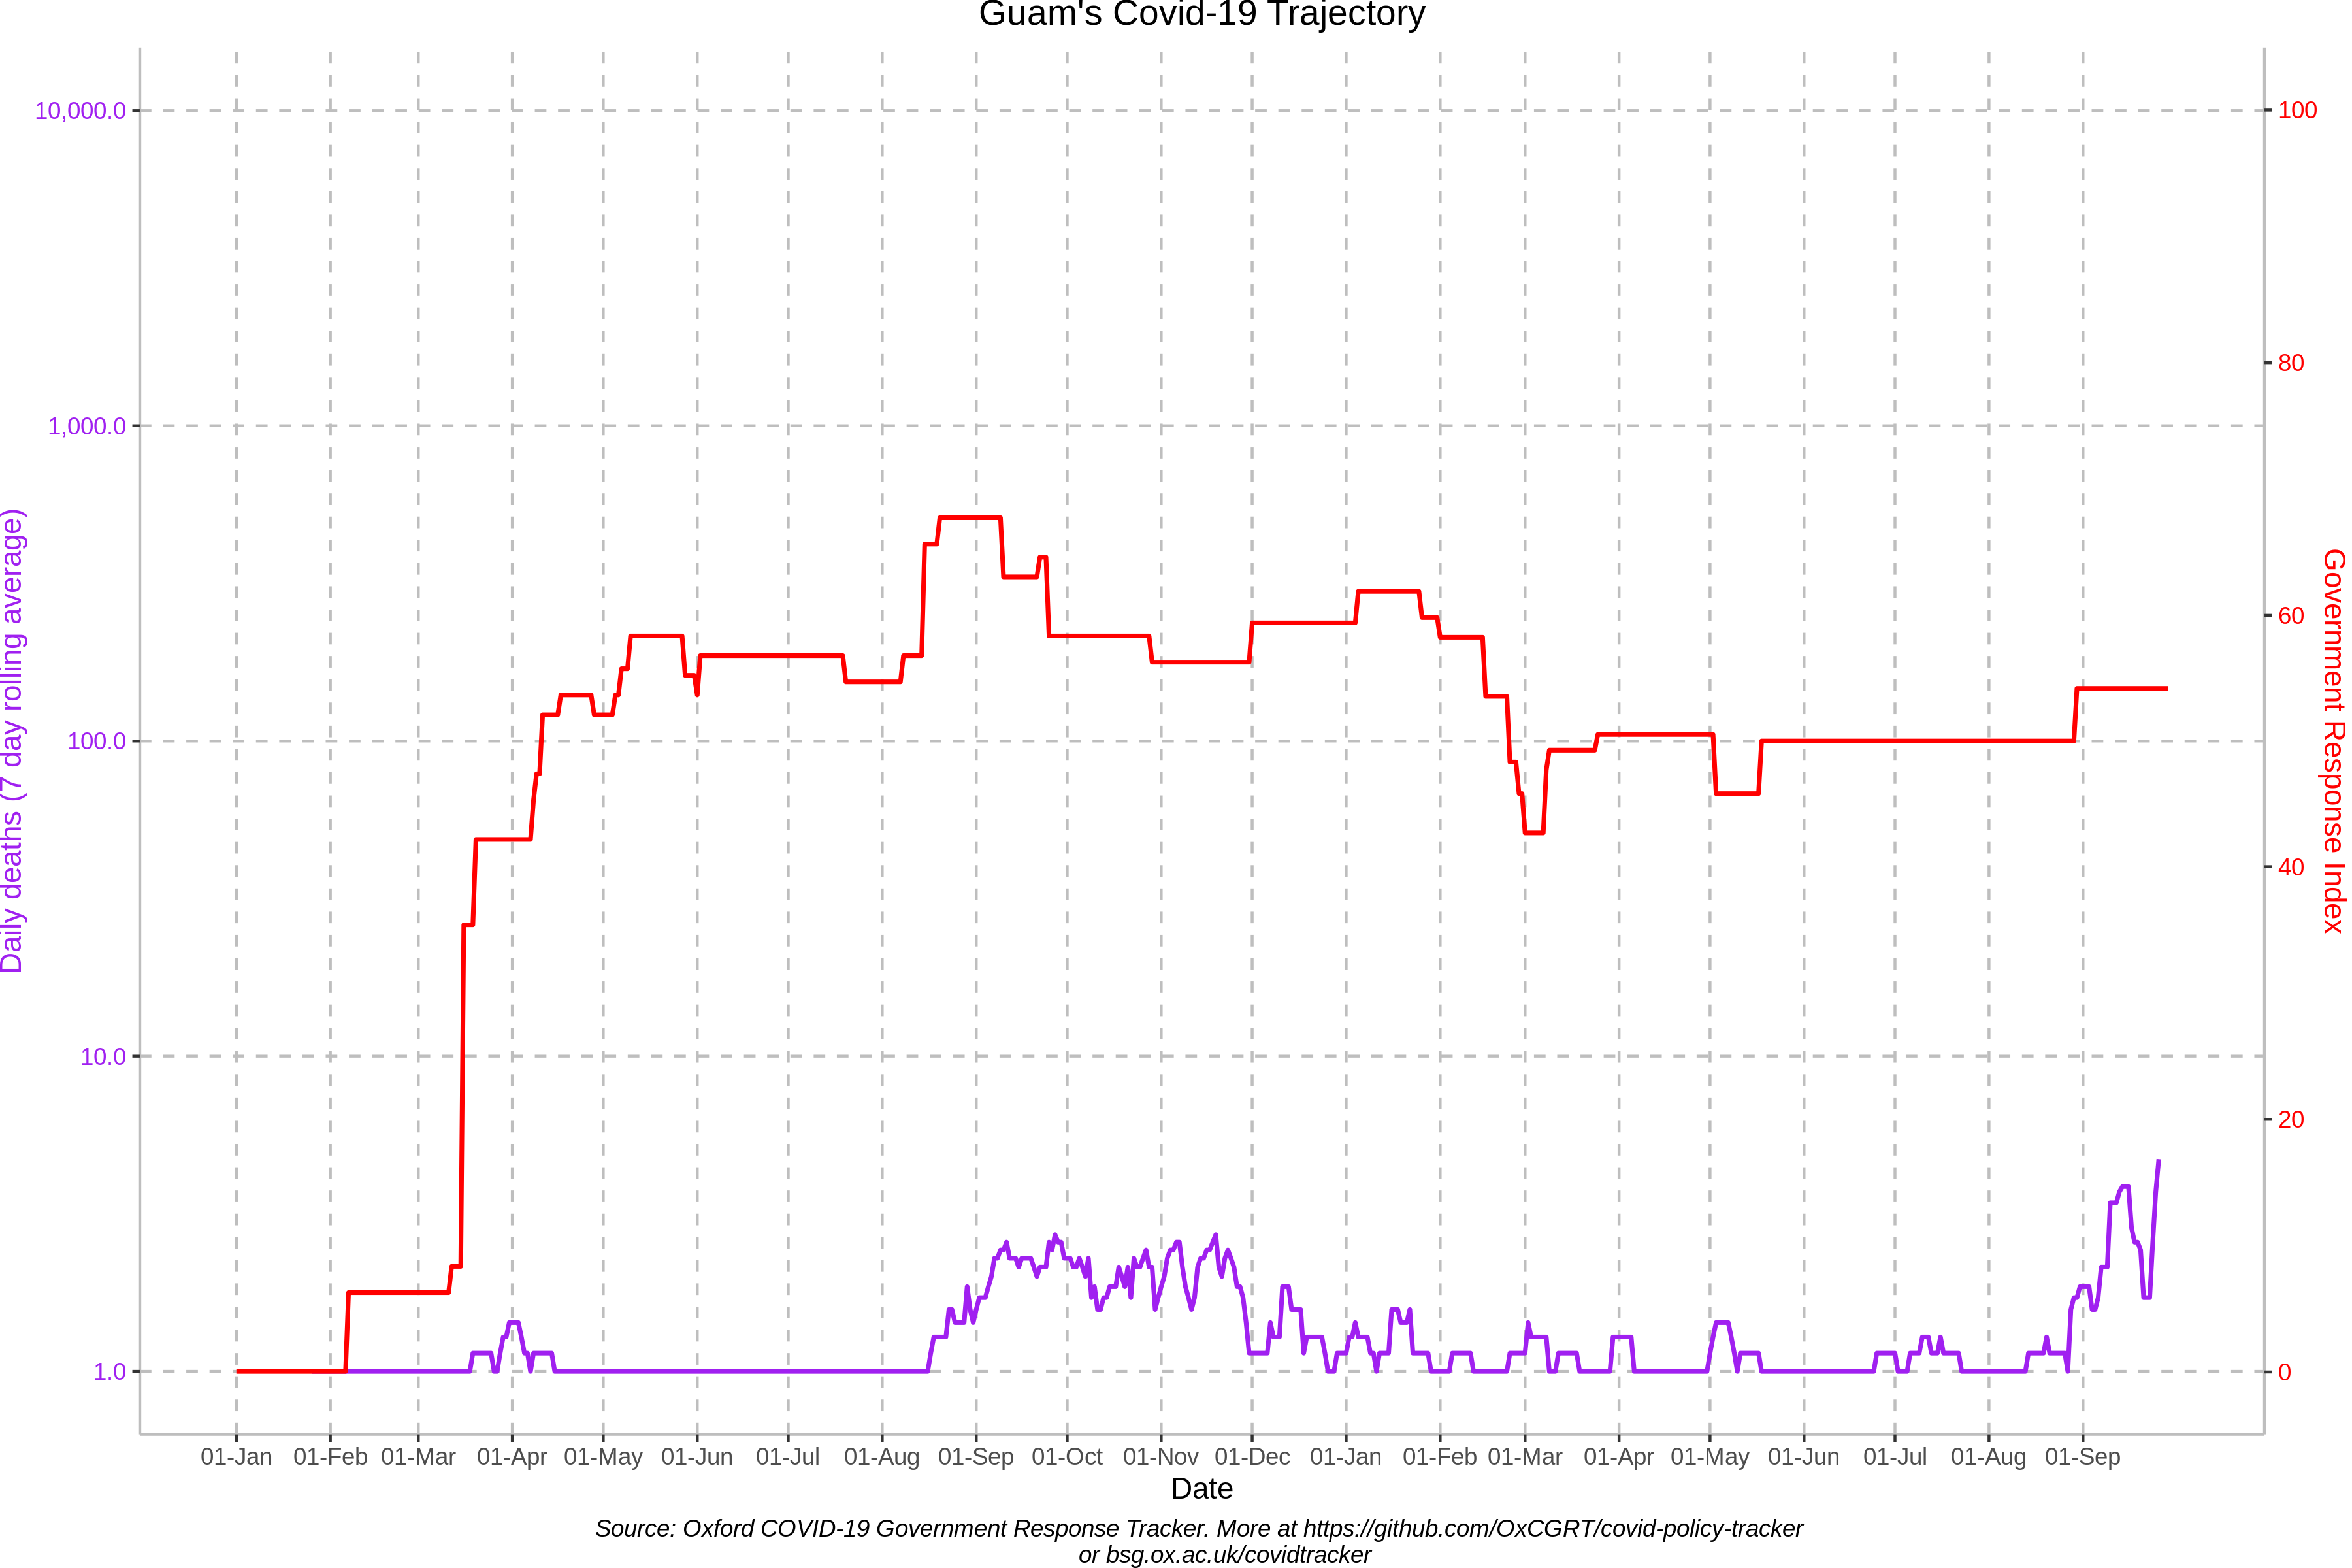 Guam's Covid-19 Trajectory
10,000.0
1,000.0
100.0
10.0
1.0
Daily deaths (7 day rolling average)
100
80
60
40
20
0
Government Response Index
01-Jan 01-Feb 01-Mar 01-Apr 01-May 01-Jun 01-Jul 01-Aug 01-Sep 01-Oct 01-Nov 01-Dec 01-Jan 01-Feb 01-Mar 01-Apr 01-May 01-Jun 01-Jul 01-Aug 01-Sep
Date
Source: Oxford COVID-19 Government Response Tracker. More at https://github.com/OxCGRT/covid-policy-tracker
or bsg.ox.ac.uk/covidtracker